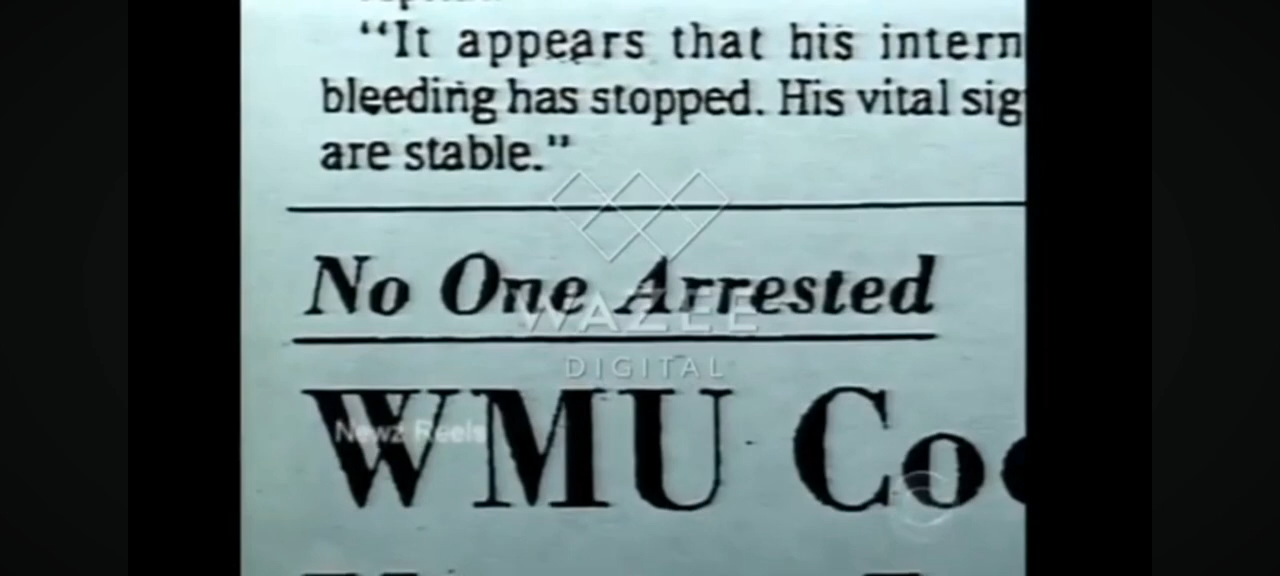 “It appears that his intern
bleeding has stopped. His vital sig
are stable."
No One Arrested
WAZEE
DIGITAL
WMU Co
Newz Reels